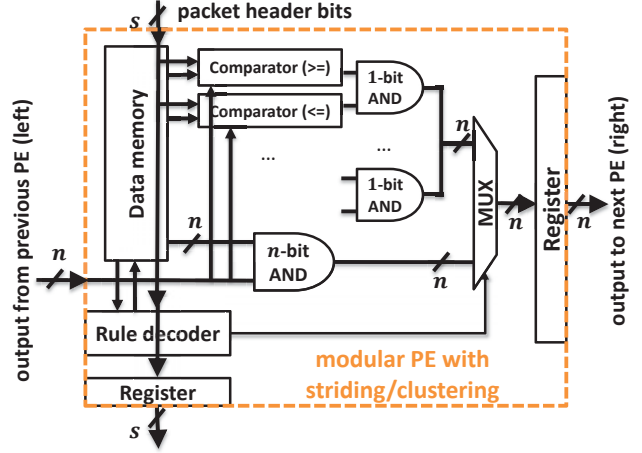 packet header bits
s
Comparator (>=)
Comparator (<=)
...
1-bit
AND
...
1-bit
AND
n
Data memory
n
n-bit
AND
n
MUX
n
Register
n
output to next PE (right)
output from previous PE (left)
n
Rule decoder
modular PE with
striding/clustering
Register
s